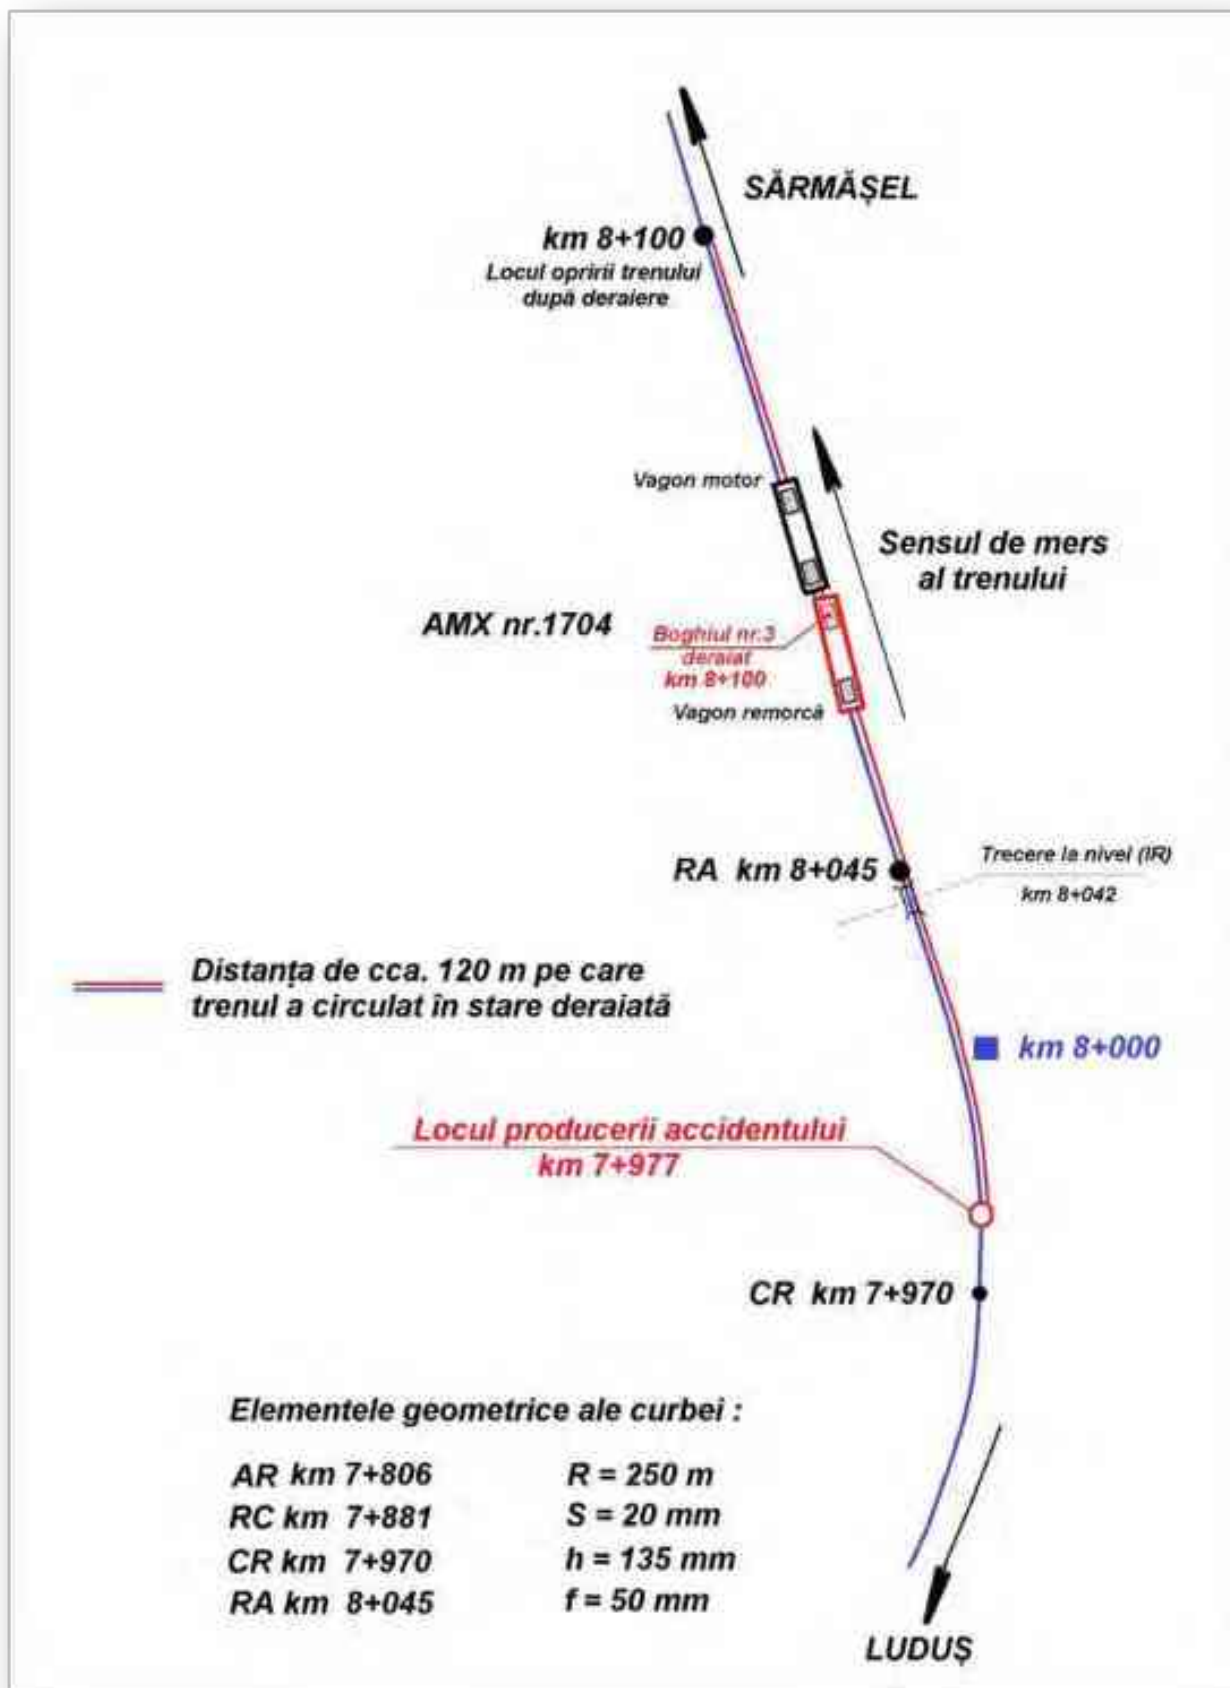 SĂRMĂȘEL
km 8+100
Locul opririi trenului
după deraiere
Vagon motor
Sensul de mers
al trenului
AMX nr.1704
Boghiul nr.3
deraiat
km 8+100
Vagon remorcă
Trecere la nivel (IR)
km 8+042
RA km 8+045
Distanța de cca. 120 m pe care
trenul a circulat în stare deraiată
km 8+000
Locul producerii accidentului
km 7+977
CR km 7+970
Elementele geometrice ale curbei :
AR km 7+806 R = 250 m
RC km 7+881 S = 20 mm
CR km 7+970 h = 135 mm
RA km 8+045 f = 50 mm
LUDUȘ